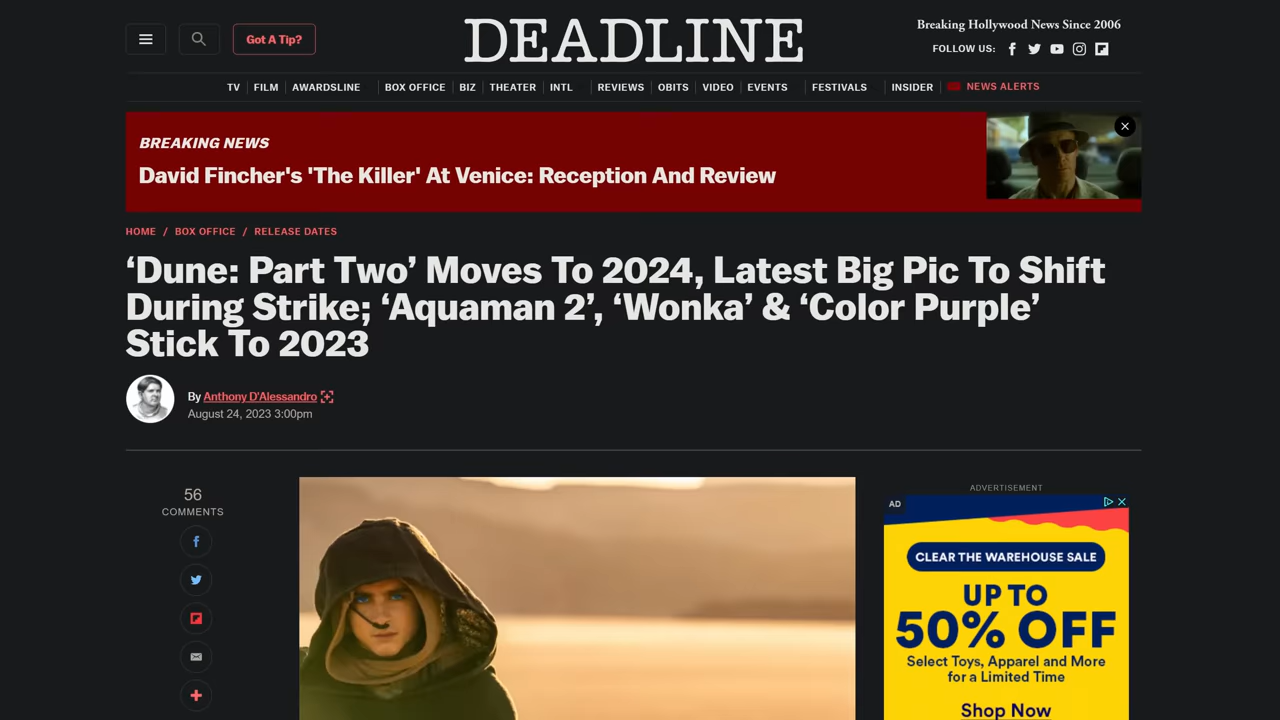 Got A Tip?
DEADLINE
Breaking Hollywood News Since 2006
FOLLOW US:
TV FILM AWARDSLINE BOX OFFICE BIZ THEATER INTL REVIEWS OBITS VIDEO EVENTS FESTIVALS INSIDER NEWS ALERTS
BREAKING NEWS
David Fincher's 'The Killer' At Venice: Reception And Review
HOME / BOX OFFICE / RELEASE DATES
‘Dune: Part Two’ Moves To 2024, Latest Big Pic To Shift
During Strike; ‘Aquaman 2’, ‘Wonka’ & ‘Color Purple’
Stick To 2023
By Anthony D'Alessandro
August 24, 2023 3:00pm
56
COMMENTS
ADVERTISEMENT
AD
CLEAR THE WAREHOUSE SALE
UP TO
50% OFF
Select Toys, Apparel and More
for a Limited Time
Shop Now